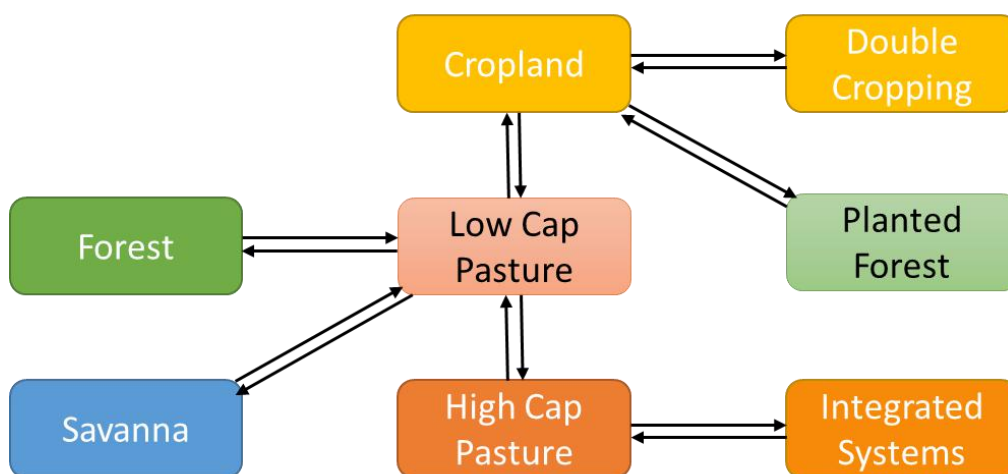 Cropland
Double
Cropping
Forest
Low Cap
Pasture
Planted
Forest
Savanna
High Cap
Pasture
Integrated
Systems